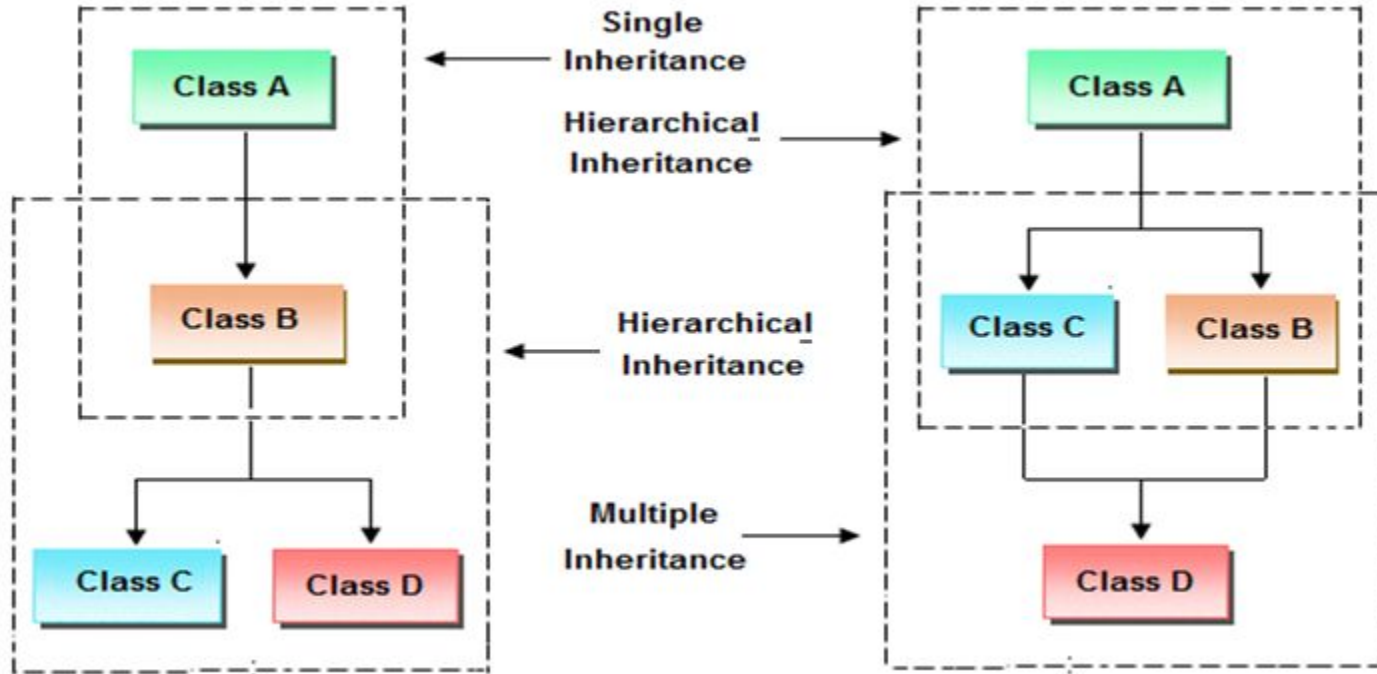 Class A
Class B
Class C
Class D
Single
Inheritance
Hierarchical
Inheritance
Hierarchical
Inheritance
Multiple
Inheritance
Class A
Class C
Class B
Class D